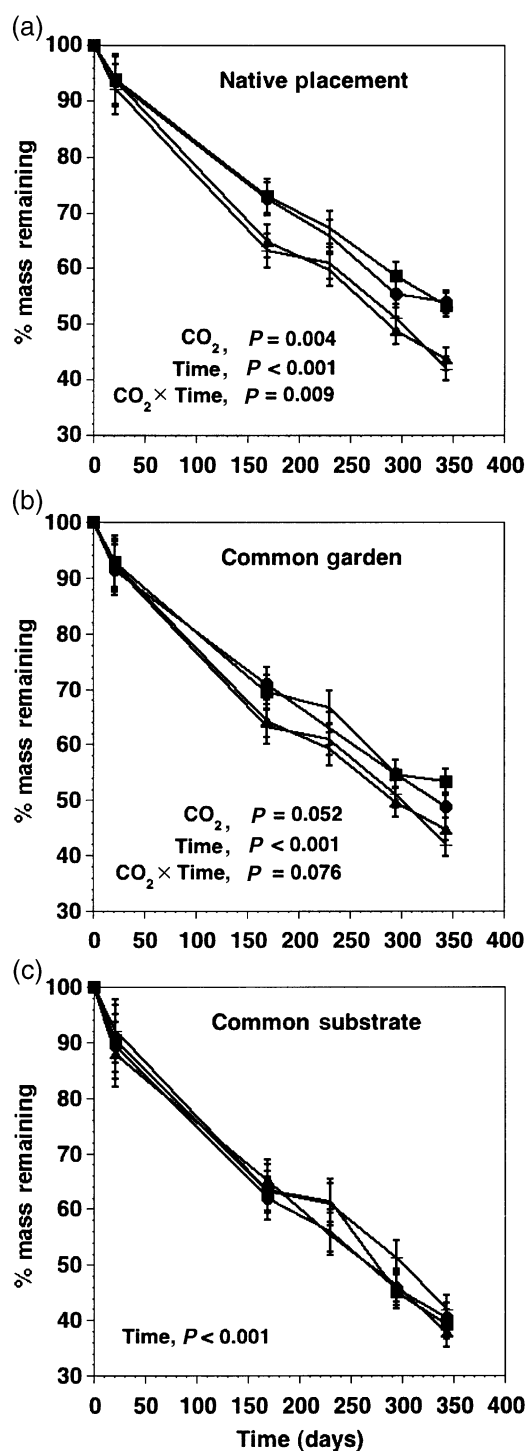 (a)
100
90
80
70
60
50
40
30
% mass remaining
Native placement
CO₂, P = 0.004
Time, P < 0.001
CO₂ × Time, P = 0.009
0 50 100 150 200 250 300 350 400
(b)
100
90
80
70
60
50
40
30
% mass remaining
Common garden
CO₂, P = 0.052
Time, P < 0.001
CO₂ × Time, P = 0.076
0 50 100 150 200 250 300 350 400
(c)
100
90
80
70
60
50
40
30
% mass remaining
Common substrate
Time, P < 0.001
0 50 100 150 200 250 300 350 400
Time (days)